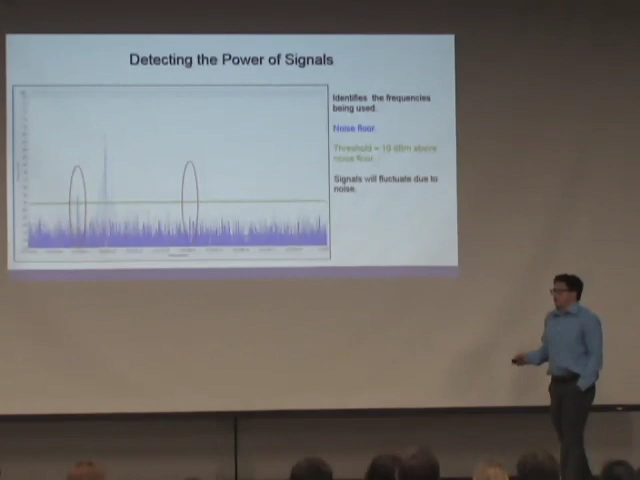 Detecting the Power of Signals
Identifies the frequencies
being used.
Noise floor
Threshold = 10 dBm above
noise floor
Signals will fluctuate due to
noise.